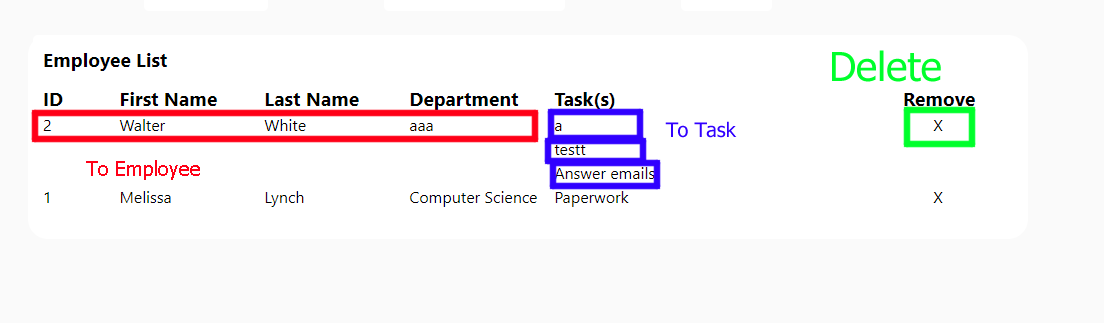 Employee List
Delete
ID First Name Last Name Department Task(s) Remove
2 Walter White aaa a X
To Task
testt
To Employee
Answer emails
1 Melissa Lynch Computer Science Paperwork X